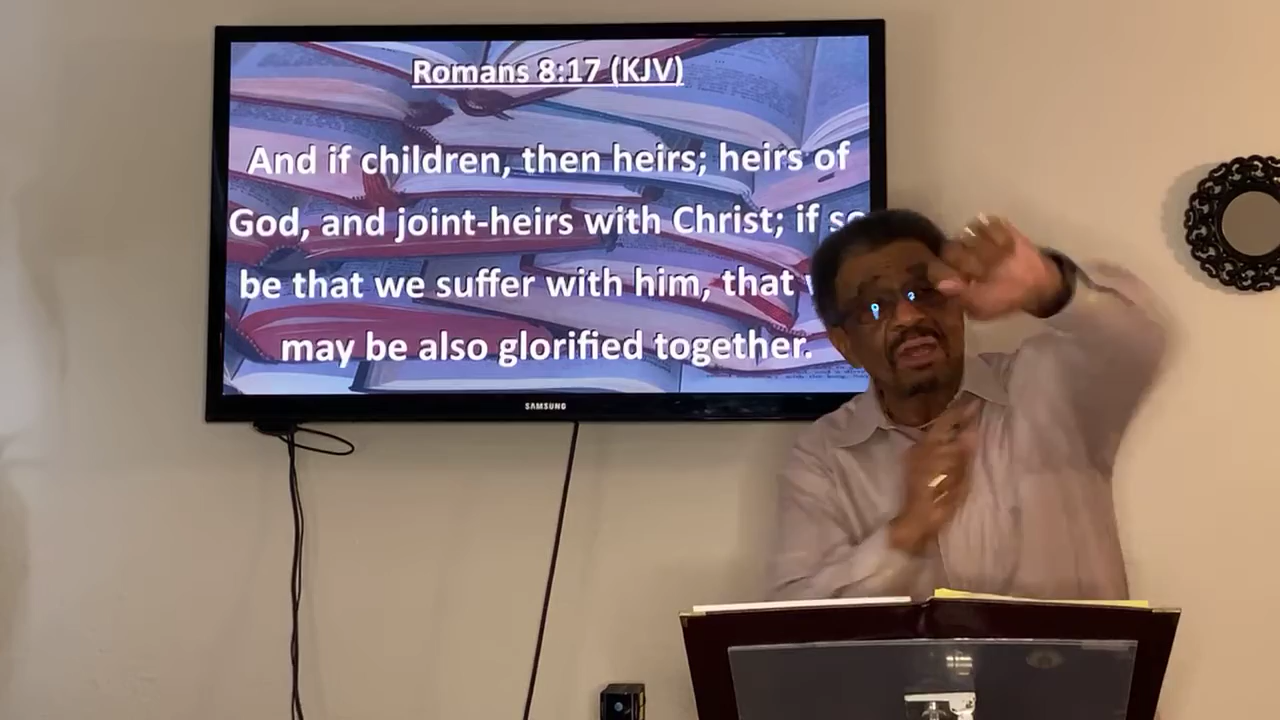 Romans 8:17 (KJV)
And if children, then heirs; heirs of
God, and joint-heirs with Christ; if so
be that we suffer with him, that
may be also glorified together.
SAMSUNG